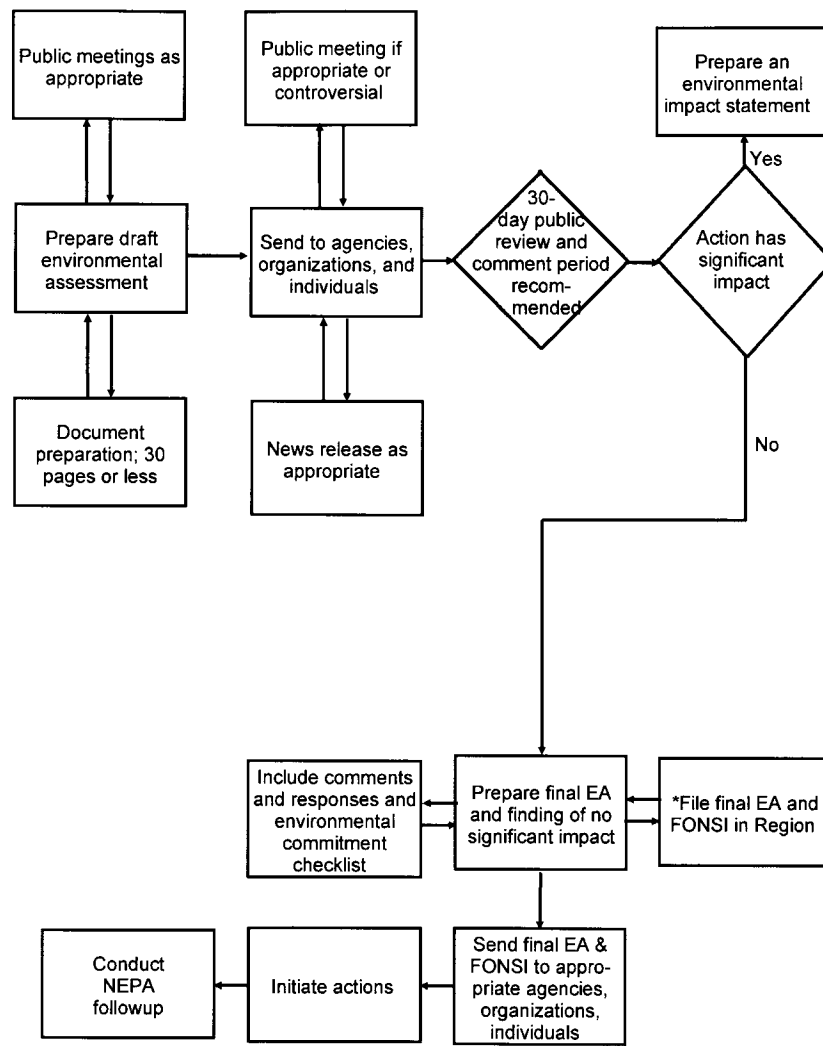 Public meetings as
appropriate
Public meeting if
appropriate or
controversial
Prepare an
environmental
impact statement
Yes
Prepare draft
environmental
assessment
Send to agencies,
organizations, and
individuals
30-
day public
review and
comment period
recom-
mended
Action has
significant
impact
Document
preparation; 30
pages or less
News release as
appropriate
No
Include comments
and responses and
environmental
commitment
checklist
Prepare final EA
and finding of no
significant impact
*File final EA and
FONSI in Region
Conduct
NEPA
followup
Initiate actions
Send final EA &
FONSI to appro-
priate agencies,
organizations,
individuals